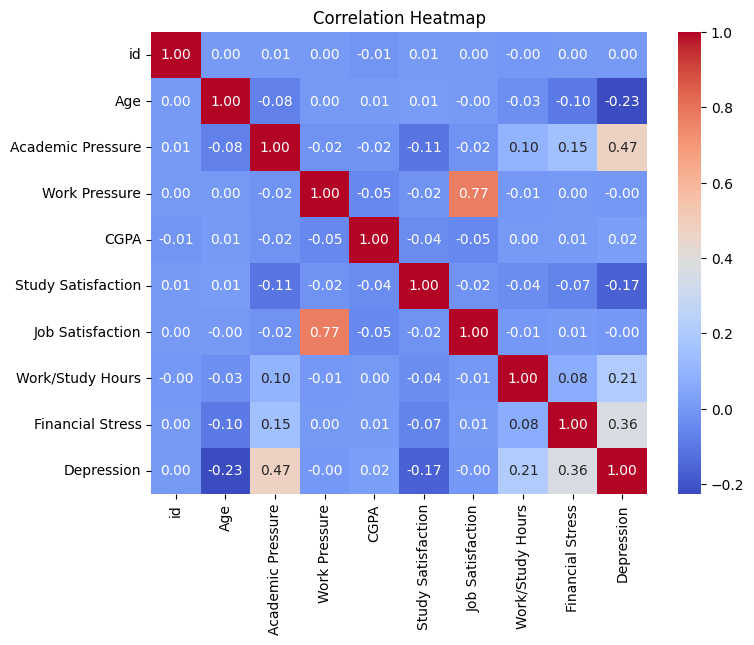 Correlation Heatmap
id 1.00 0.00 0.01 0.00 -0.01 0.01 0.00 -0.00 0.00 0.00
Age 0.00 1.00 -0.08 0.00 0.01 0.01 -0.00 -0.03 -0.10 -0.23
Academic Pressure 0.01 -0.08 1.00 -0.02 -0.02 -0.11 -0.02 0.10 0.15 0.47
Work Pressure 0.00 0.00 -0.02 1.00 -0.05 -0.02 0.77 -0.01 0.00 -0.00
CGPA -0.01 0.01 -0.02 -0.05 1.00 -0.04 -0.05 0.00 0.01 0.02
Study Satisfaction 0.01 0.01 -0.11 -0.02 -0.04 1.00 -0.02 -0.04 -0.07 -0.17
Job Satisfaction 0.00 -0.00 -0.02 0.77 -0.05 -0.02 1.00 -0.01 0.01 -0.00
Work/Study Hours -0.00 -0.03 0.10 -0.01 0.00 -0.04 -0.01 1.00 0.08 0.21
Financial Stress 0.00 -0.10 0.15 0.00 0.01 -0.07 0.01 0.08 1.00 0.36
Depression 0.00 -0.23 0.47 -0.00 0.02 -0.17 -0.00 0.21 0.36 1.00
id
Age
Academic Pressure
Work Pressure
CGPA
Study Satisfaction
Job Satisfaction
Work/Study Hours
Financial Stress
Depression
1.0
0.8
0.6
0.4
0.2
0.0
−0.2